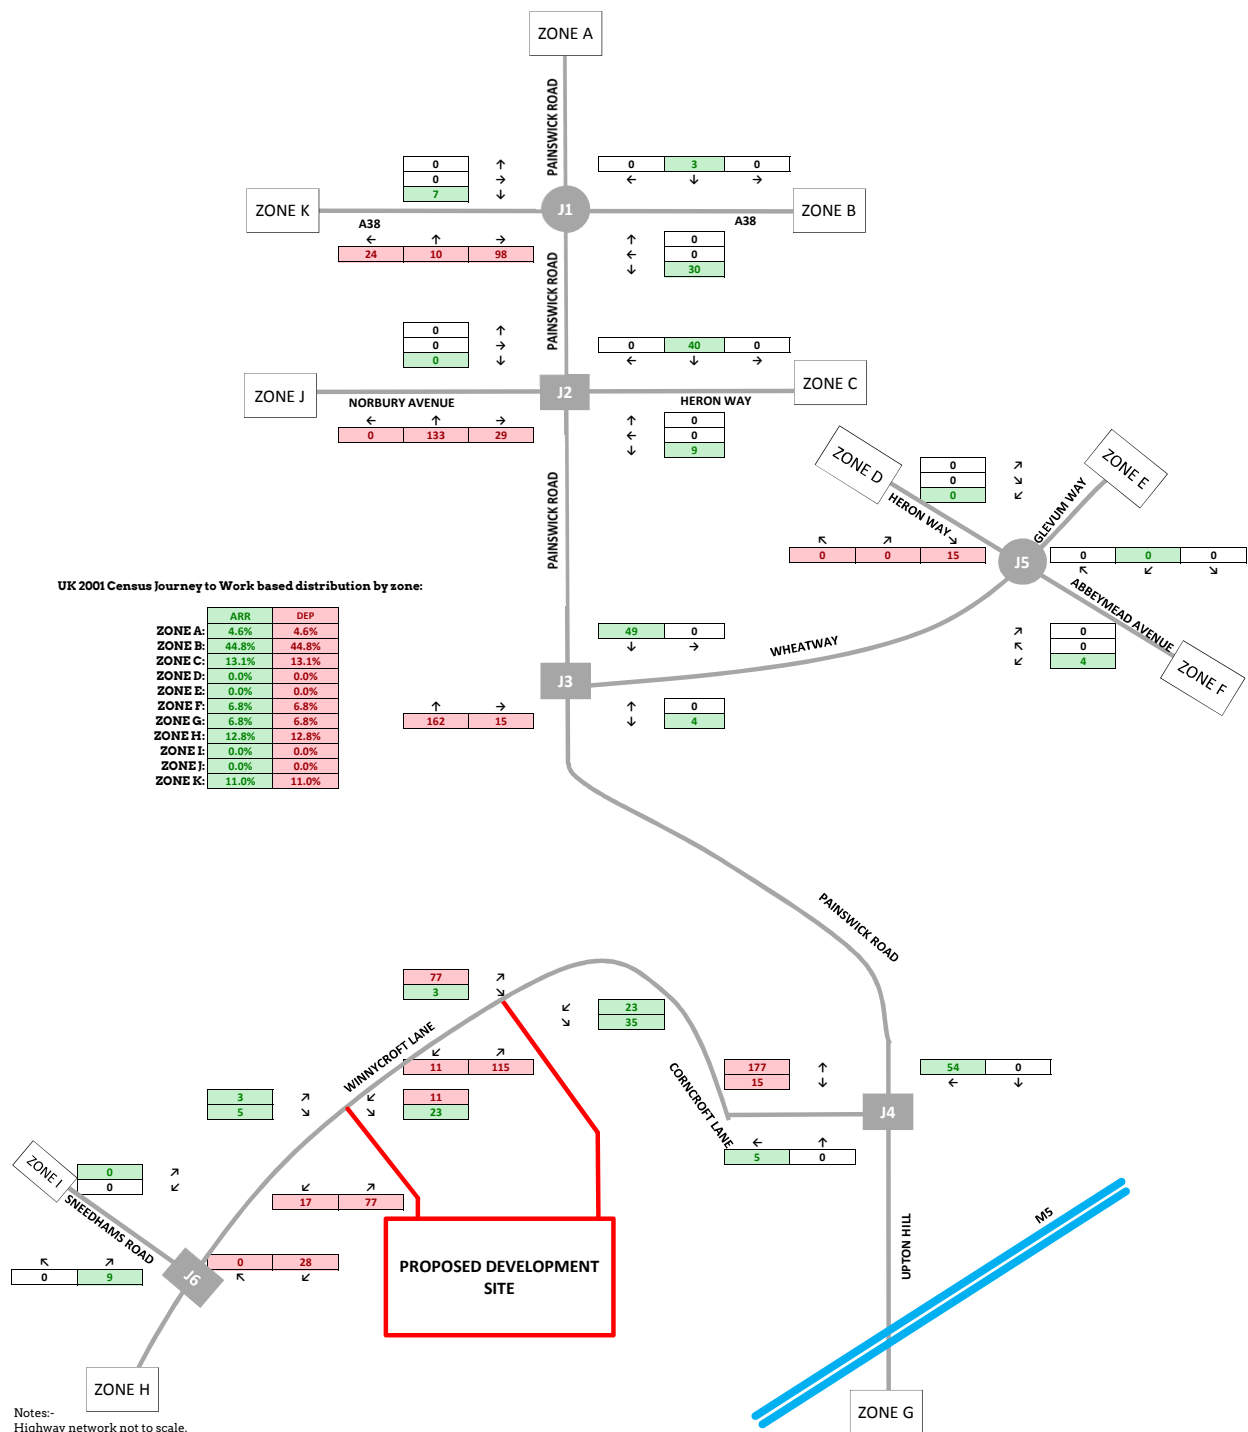 ZONE A
PAINSWICK ROAD
0 ↑
0 →
7 ↓
0 3 0
← ↓ →
ZONE K
J1
ZONE B
A38
A38
← ↑ →
24 10 98
↑ 0
← 0
↓ 30
PAINSWICK ROAD
0 ↑
0 →
0 ↓
0 40 0
← ↓ →
ZONE J
J2
ZONE C
NORBURY AVENUE
HERON WAY
← ↑ →
0 133 29
↑ 0
← 0
↓ 9
PAINSWICK ROAD
ZONE D
ZONE E
0 ↗
0 ↘
0 ↙
HERON WAY
GLEVUM WAY
↖ ↗ ↘
0 0 15
J5
0 0 0
↖ ↙ ↘
ABBEYMEAD AVENUE
ZONE F
↗ 0
↖ 0
↙ 4
UK 2001 Census Journey to Work based distribution by zone:
ARR DEP
ZONE A: 4.6% 4.6%
ZONE B: 44.8% 44.8%
ZONE C: 13.1% 13.1%
ZONE D: 0.0% 0.0%
ZONE E: 0.0% 0.0%
ZONE F: 6.8% 6.8%
ZONE G: 6.8% 6.8%
ZONE H: 12.8% 12.8%
ZONE I: 0.0% 0.0%
ZONE J: 0.0% 0.0%
ZONE K: 11.0% 11.0%
49 0
↓ →
WHEATWAY
J3
↑ →
162 15
↑ 0
↓ 4
PAINSWICK ROAD
77 ↗
3 ↘
↙ 23
↘ 35
WINNYCROFT LANE
↙ ↗
11 115
CORNCROFT LANE
177 ↑
15 ↓
54 0
← ↓
J4
← ↑
5 0
3 ↗
5 ↘
↙ 11
↘ 23
ZONE I
0 ↗
0 ↙
SNEEDHAMS ROAD
↙ ↗
17 77
↖ ↗
0 9
J6
0 28
↖ ↙
PROPOSED DEVELOPMENT
SITE
UPTON HILL
M5
ZONE H
ZONE G
Notes:-
Highway network not to scale.